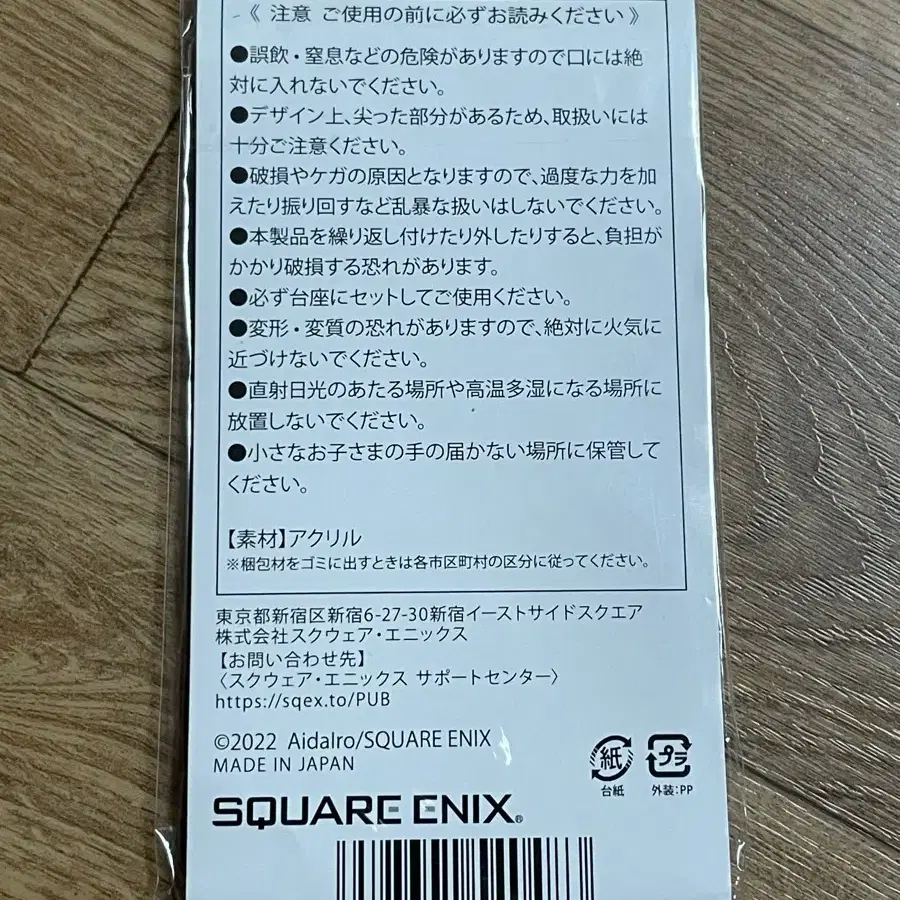 《 注意 ご使用の前に必ずお読みください 》
●誤飲・窒息などの危険がありますので口には絶
対に入れないでください。
●デザイン上、尖った部分があるため、取扱いには
十分ご注意ください。
●破損やケガの原因となりますので、過度な力を加
えたり振り回すなど乱暴な扱いはしないでください。
●本製品を繰り返し付けたり外したりすると、負担が
かかり破損する恐れがあります。
●必ず台座にセットしてご使用ください。
●変形・変質の恐れがありますので、絶対に火気に
近づけないでください。
●直射日光のあたる場所や高温多湿になる場所に
放置しないでください。
●小さなお子さまの手の届かない場所に保管して
ください。
【素材】アクリル
※梱包材をゴミに出すときは各市区町村の区分に従ってください。
東京都新宿区新宿6-27-30新宿イーストサイドスクエア
株式会社スクウェア・エニックス
【お問い合わせ先】
〈スクウェア・エニックス サポートセンター〉
https://sqex.to/PUB
©2022 AidaIro/SQUARE ENIX
MADE IN JAPAN
紙 プラ
台紙 外装:PP
SQUARE ENIX®